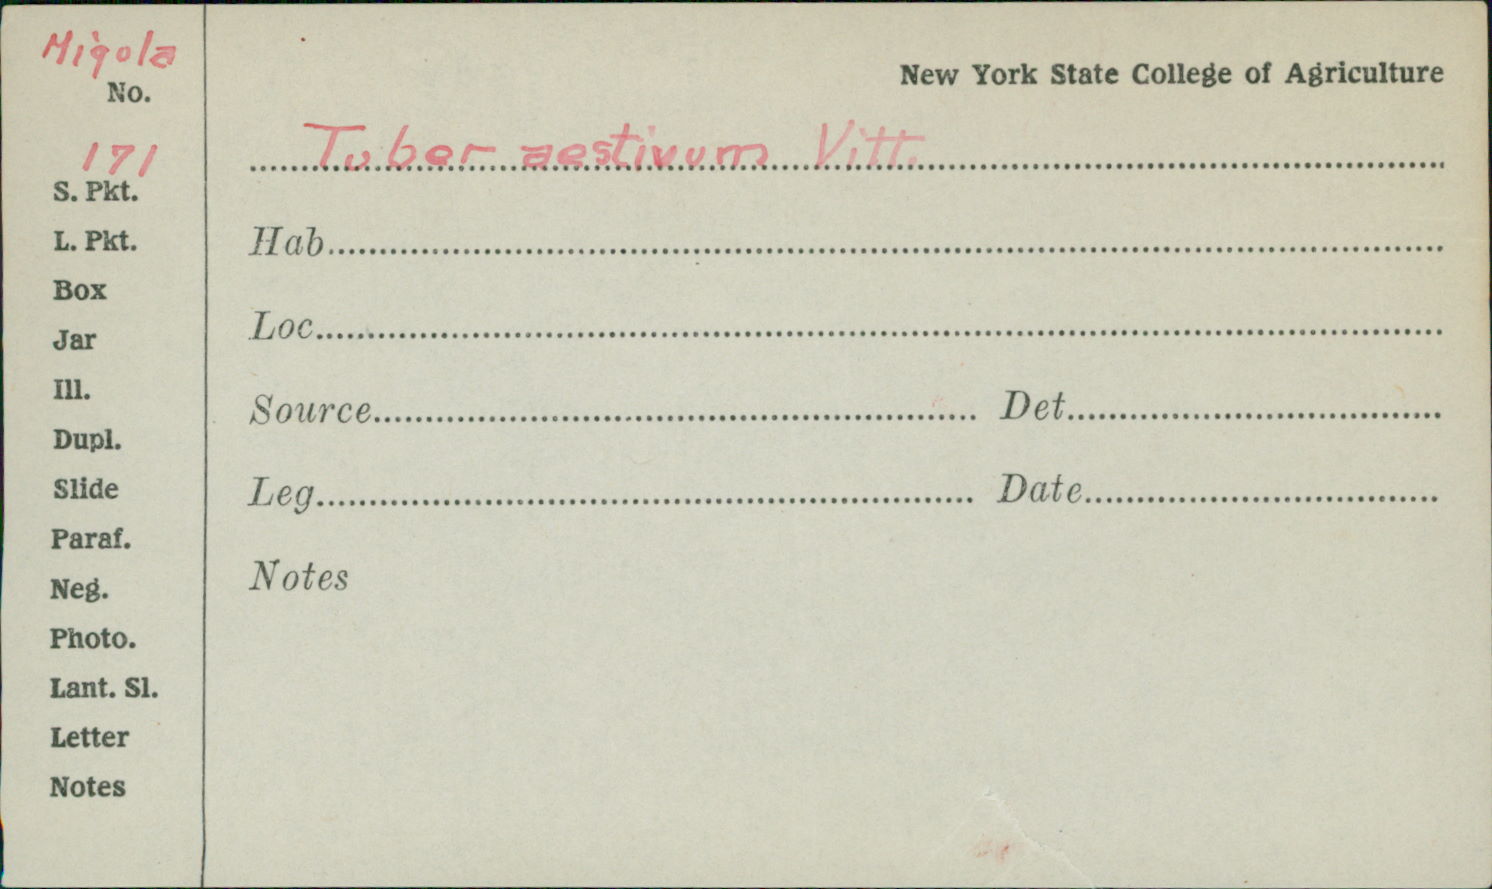 Migola
No.
171
S. Pkt.
L. Pkt.
Box
Jar
Ill.
Dupl.
Slide
Paraf.
Neg.
Photo.
Lant. Sl.
Letter
Notes
New York State College of Agriculture
Tuber aestivum Vitt.
Hab
Loc
Source Det
Leg Date
Notes